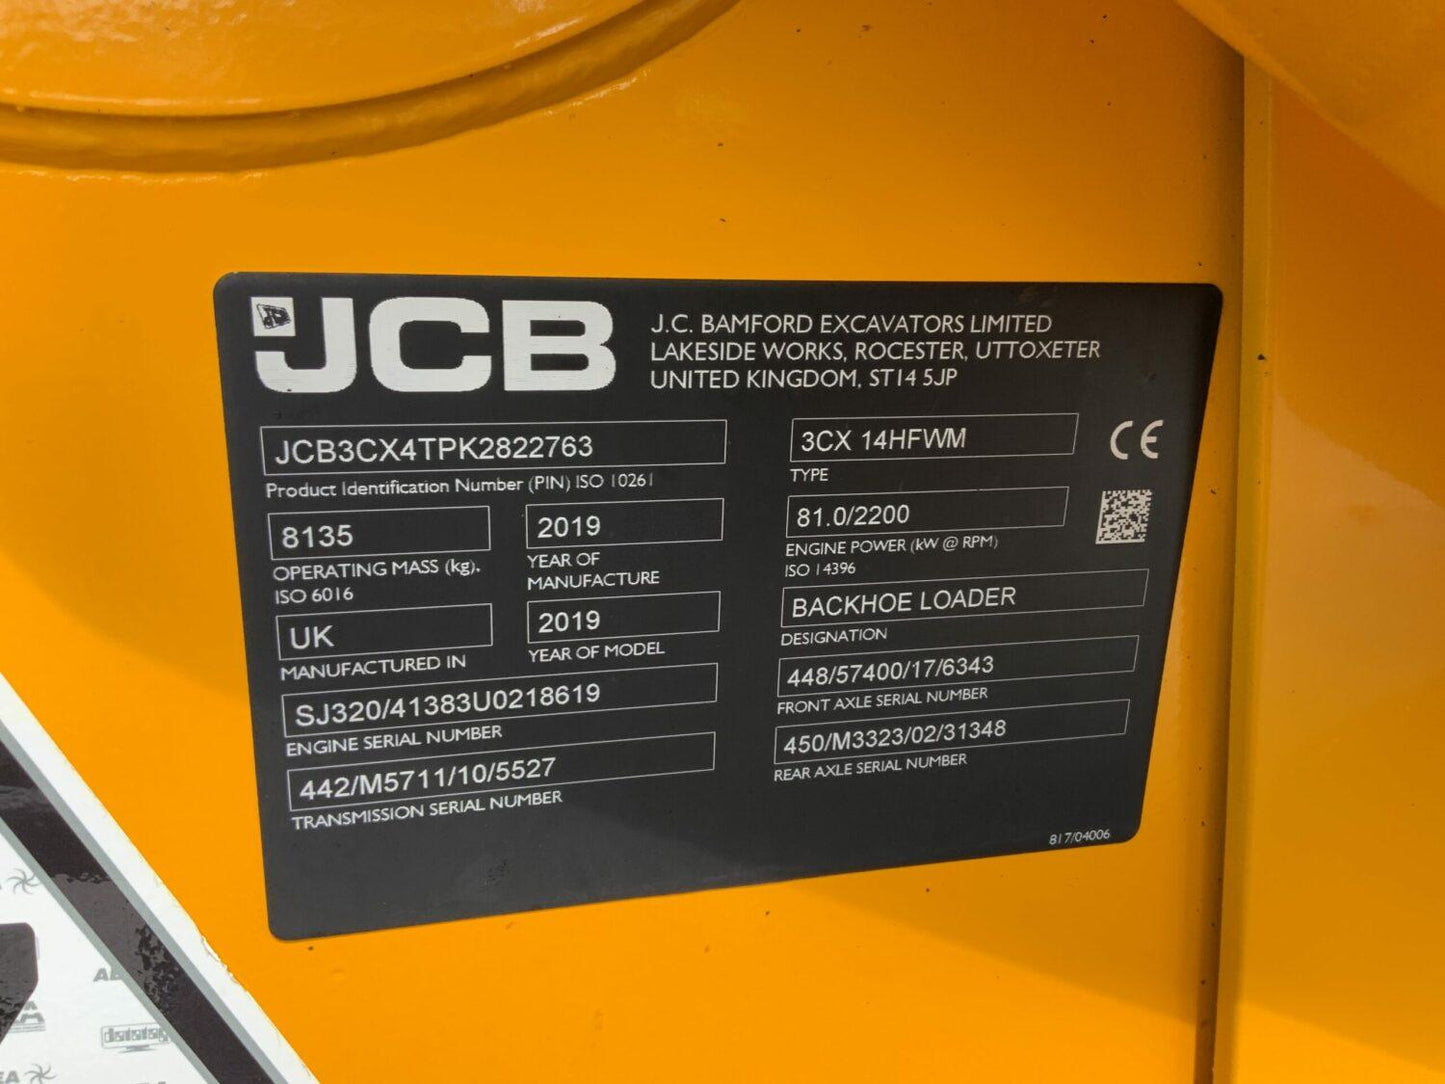 JCB
J.C. BAMFORD EXCAVATORS LIMITED
LAKESIDE WORKS, ROCESTER, UTTOXETER
UNITED KINGDOM, ST14 5JP
JCB3CX4TPK2822763
Product Identification Number (PIN) ISO 10261
8135
OPERATING MASS (kg),
ISO 6016
2019
YEAR OF
MANUFACTURE
UK
MANUFACTURED IN
2019
YEAR OF MODEL
SJ320/41383U0218619
ENGINE SERIAL NUMBER
442/M5711/10/5527
TRANSMISSION SERIAL NUMBER
3CX 14HFWM
TYPE
CE
81.0/2200
ENGINE POWER (kW @ RPM)
ISO 14396
BACKHOE LOADER
DESIGNATION
448/57400/17/6343
FRONT AXLE SERIAL NUMBER
450/M3323/02/31348
REAR AXLE SERIAL NUMBER
817/04006